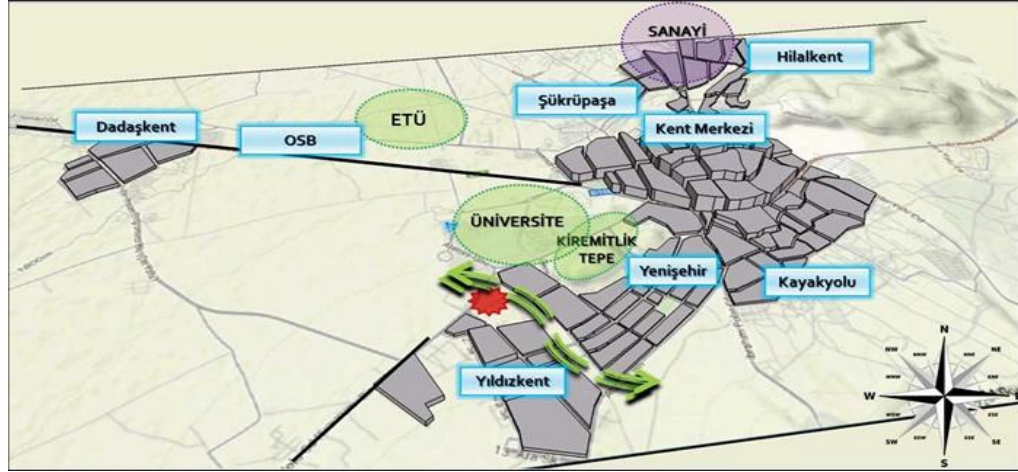 SANAYİ
Hilalkent
Şükrüpaşa
ETÜ
Dadaşkent
OSB
Kent Merkezi
ÜNİVERSİTE
KİREMİTLİK
TEPE
Yenişehir
Kayakyolu
Yıldızkent
N
NW
NE
W
SW
SE
S